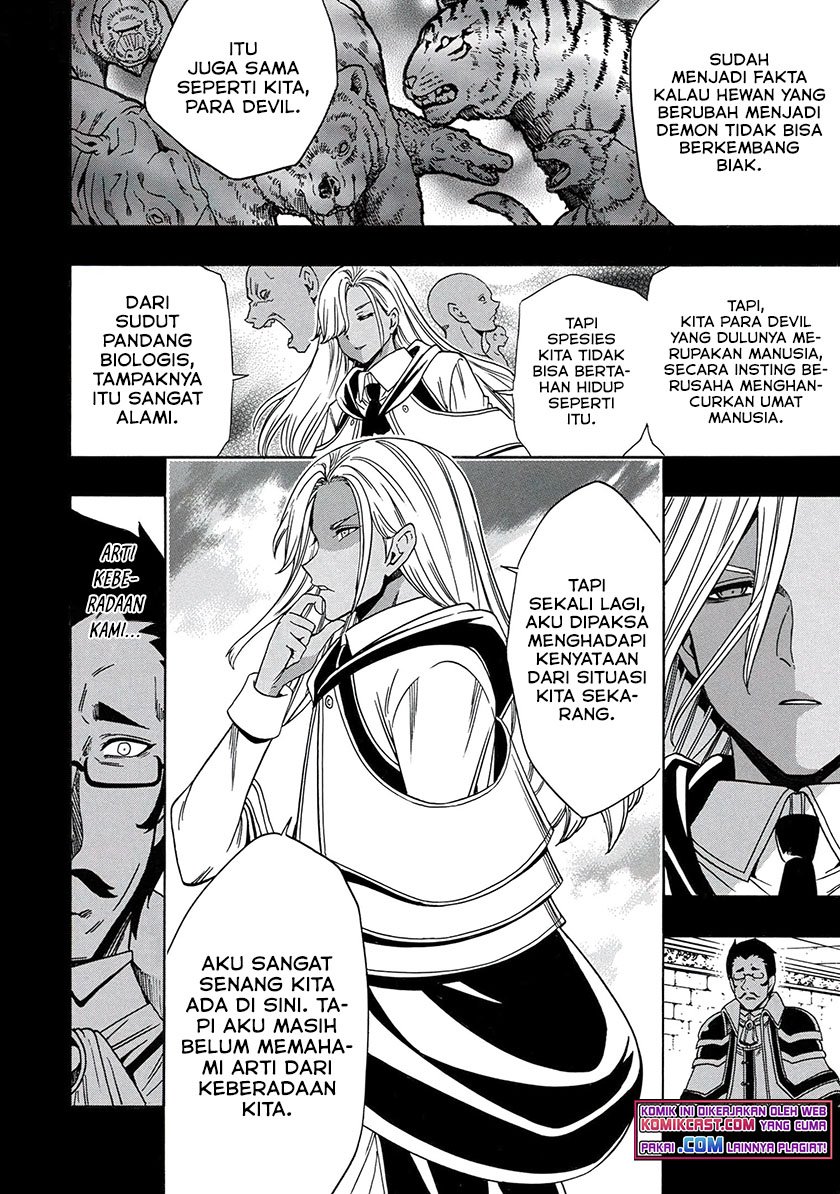 SUDAH
MENJADI FAKTA
KALAU HEWAN YANG
BERUBAH MENJADI
DEMON TIDAK BISA
BERKEMBANG
BIAK.
ITU
JUGA SAMA
SEPERTI KITA,
PARA DEVIL.
TAPI,
KITA PARA DEVIL
YANG DULUNYA ME-
RUPAKAN MANUSIA,
SECARA INSTING BE-
RUSAHA MENGHAN-
CURKAN UMAT
MANUSIA.
TAPI
SPESIES
KITA TIDAK
BISA BERTA-
HAN HIDUP
SEPERTI
ITU.
DARI
SUDUT
PANDANG
BIOLOGIS,
TAMPAKNYA
ITU SANGAT
ALAMI.
TAPI
SEKALI LAGI,
AKU DIPAKSA
MENGHADAPI
KENYATAAN
DARI SITUASI
KITA SEKA-
RANG.
AKU SANGAT
SENANG KITA
ADA DI SINI. TA-
PI AKU MASIH
BELUM MEMAHA-
MI ARTI DARI
KEBERADAAN
KITA.
ARTI
KEBE-
RADAAN
KAMI...
KOMIK INI DIKERJAKAN OLEH WEB
KOMIKCAST.COM YANG CUMA
PAKAI .COM LAINNYA PLAGIAT!